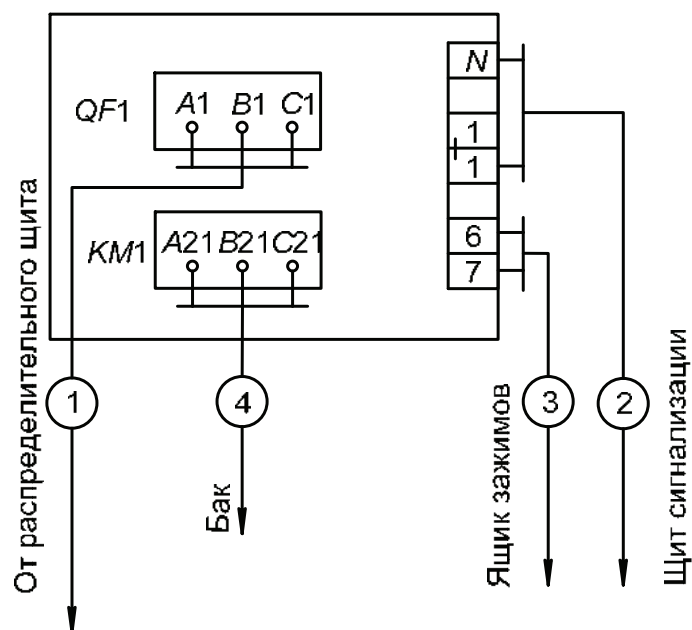 QF1
A1 B1 C1
N
1
1
KM1
A21 B21 C21
6
7
От распределительного щита
1
4
3
2
Бак
Ящик зажимов
Щит сигнализации